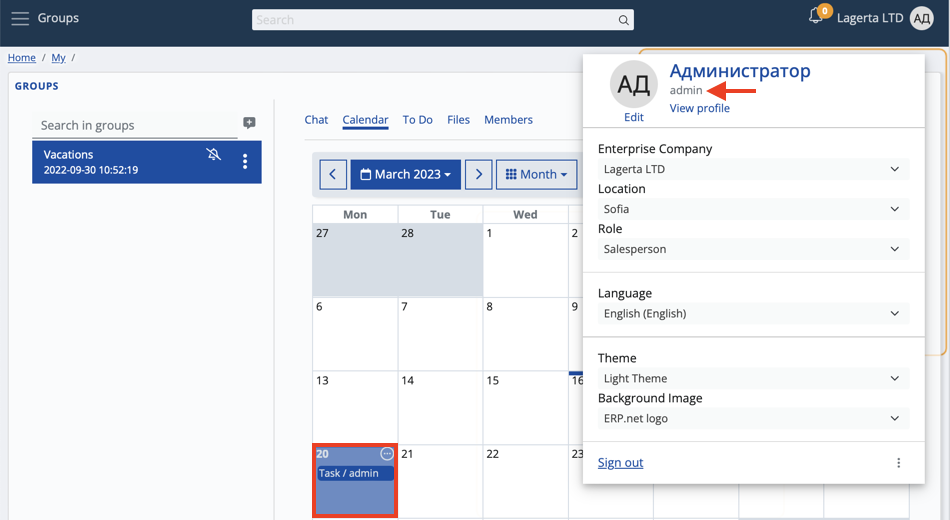 Groups
Search
0
Lagerta LTD
АД
Home / My /
GROUPS
Search in groups
Vacations
2022-09-30 10:52:19
Chat
Calendar
To Do
Files
Members
March 2023
Month
Mon Tue Wed
27 28 1 2
6 7 8 9
13 14 15 16
20 21 22 23
Task / admin
АД
Edit
Администратор
admin
View profile
Enterprise Company
Lagerta LTD
Location
Sofia
Role
Salesperson
Language
English (English)
Theme
Light Theme
Background Image
ERP.net logo
Sign out